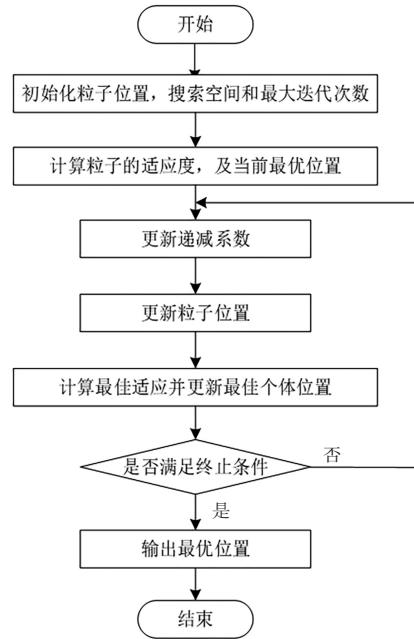 开始
初始化粒子位置，搜索空间和最大迭代次数
计算粒子的适应度，及当前最优位置
更新递减系数
更新粒子位置
计算最佳适应并更新最佳个体位置
是否满足终止条件
否
是
输出最优位置
结束